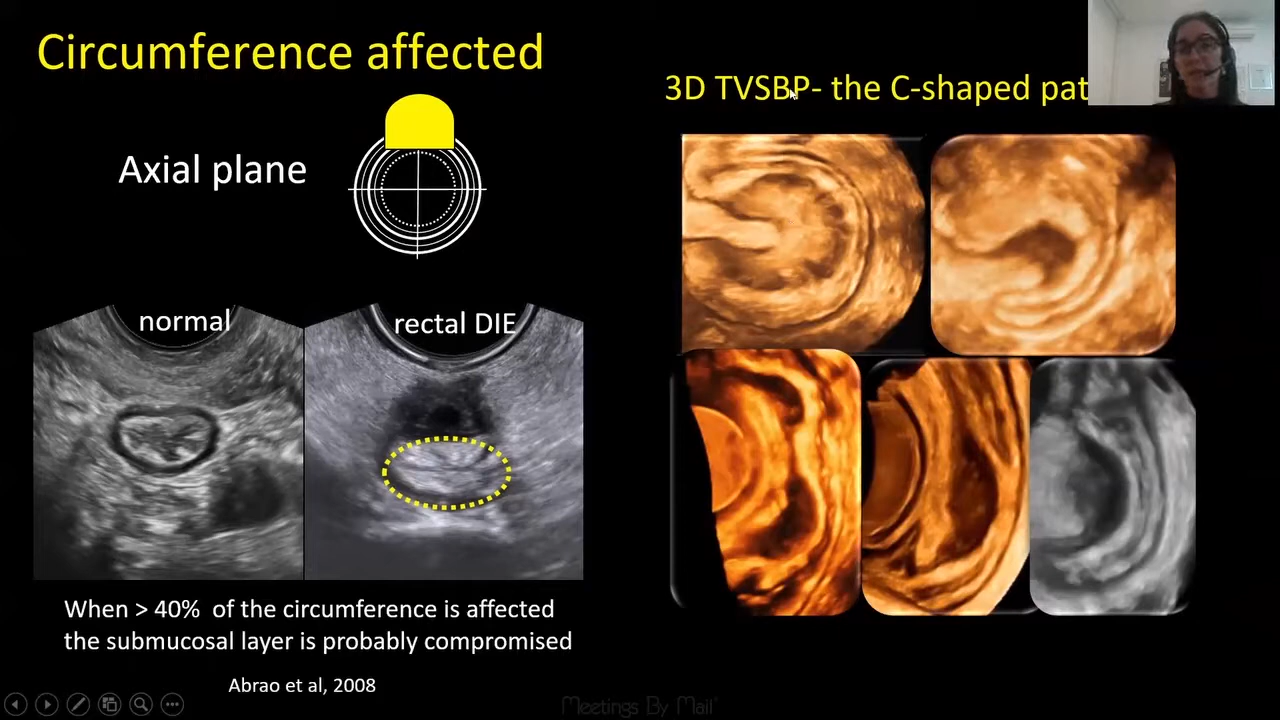 Circumference affected
3D TVSBP- the C-shaped pat
Axial plane
normal
rectal DIE
When > 40% of the circumference is affected
the submucosal layer is probably compromised
Abrao et al, 2008
Meetings By Mail